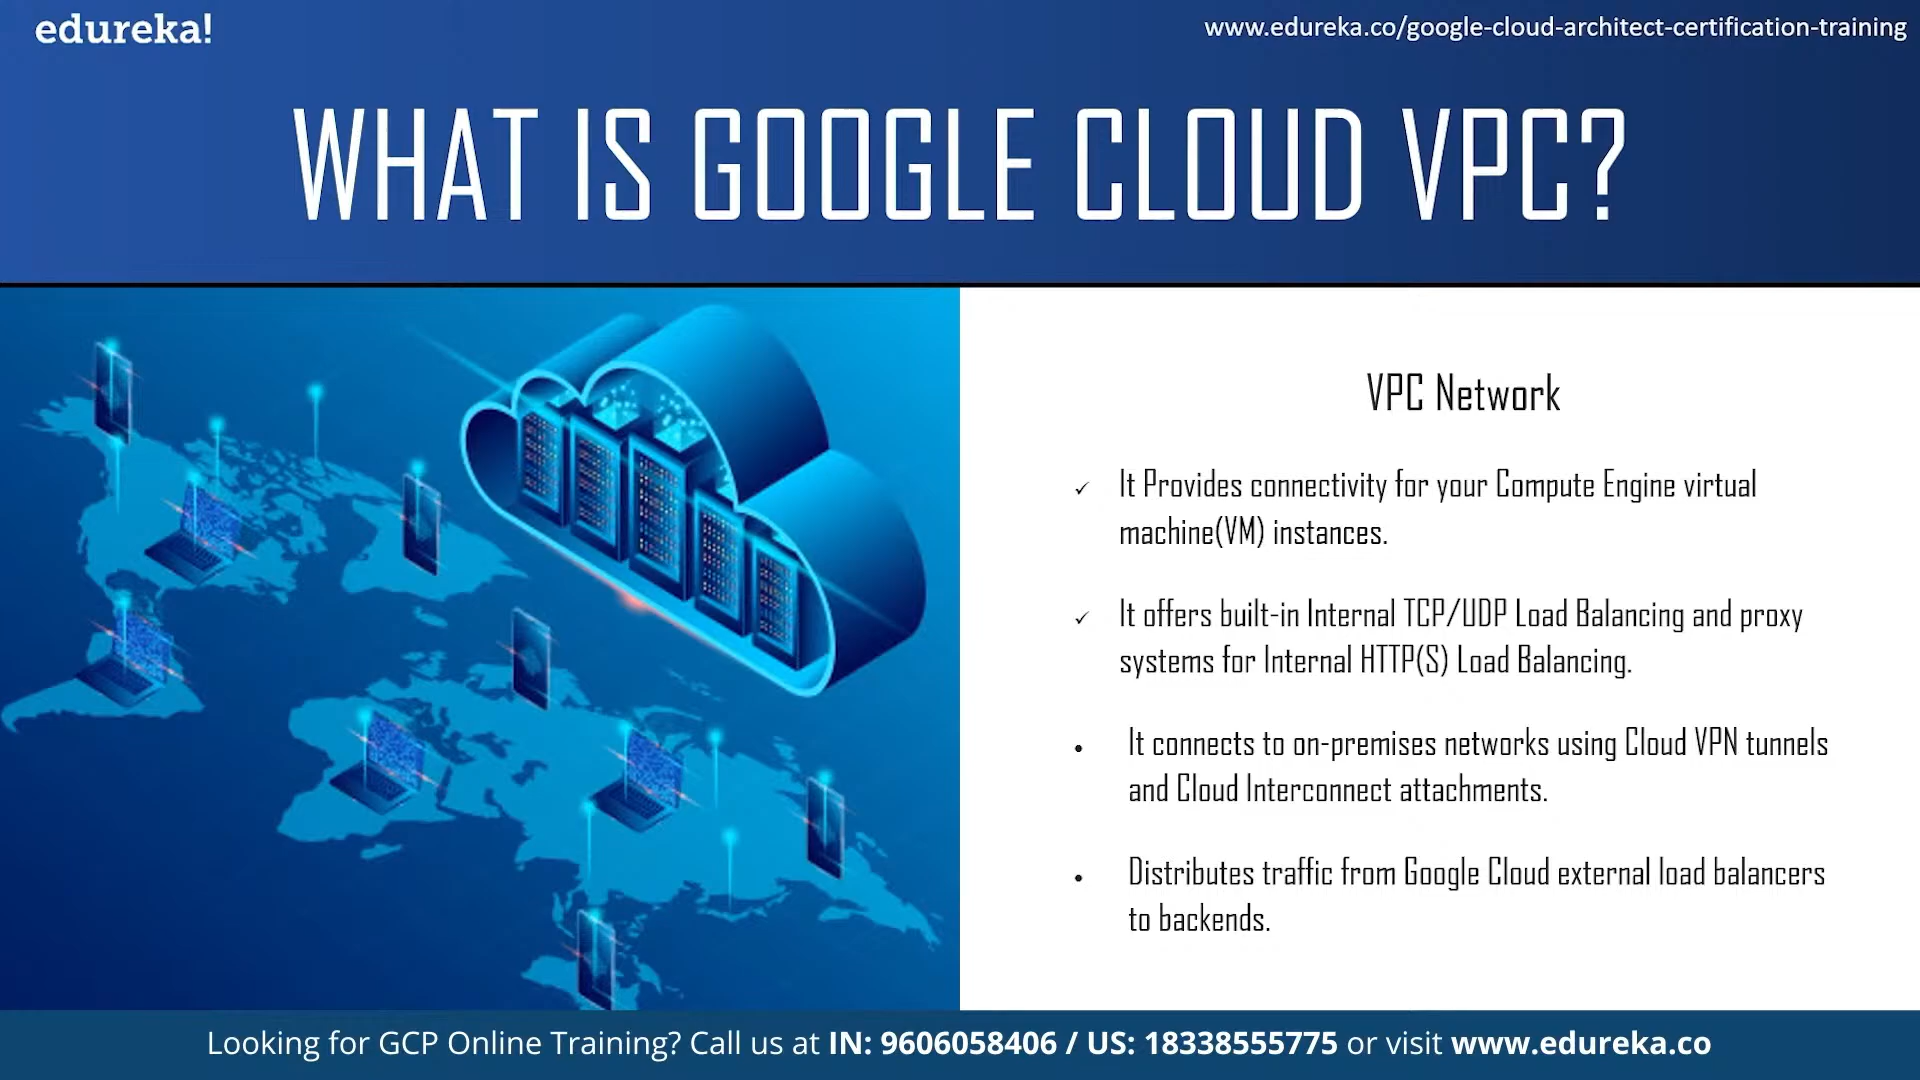 edureka!
www.edureka.co/google-cloud-architect-certification-training
WHAT IS GOOGLE CLOUD VPC?
VPC Network
✓ It Provides connectivity for your Compute Engine virtual
machine(VM) instances.
✓ It offers built-in Internal TCP/UDP Load Balancing and proxy
systems for Internal HTTP(S) Load Balancing.
• It connects to on-premises networks using Cloud VPN tunnels
and Cloud Interconnect attachments.
• Distributes traffic from Google Cloud external load balancers
to backends.
Looking for GCP Online Training? Call us at IN: 9606058406 / US: 18338555775 or visit www.edureka.co